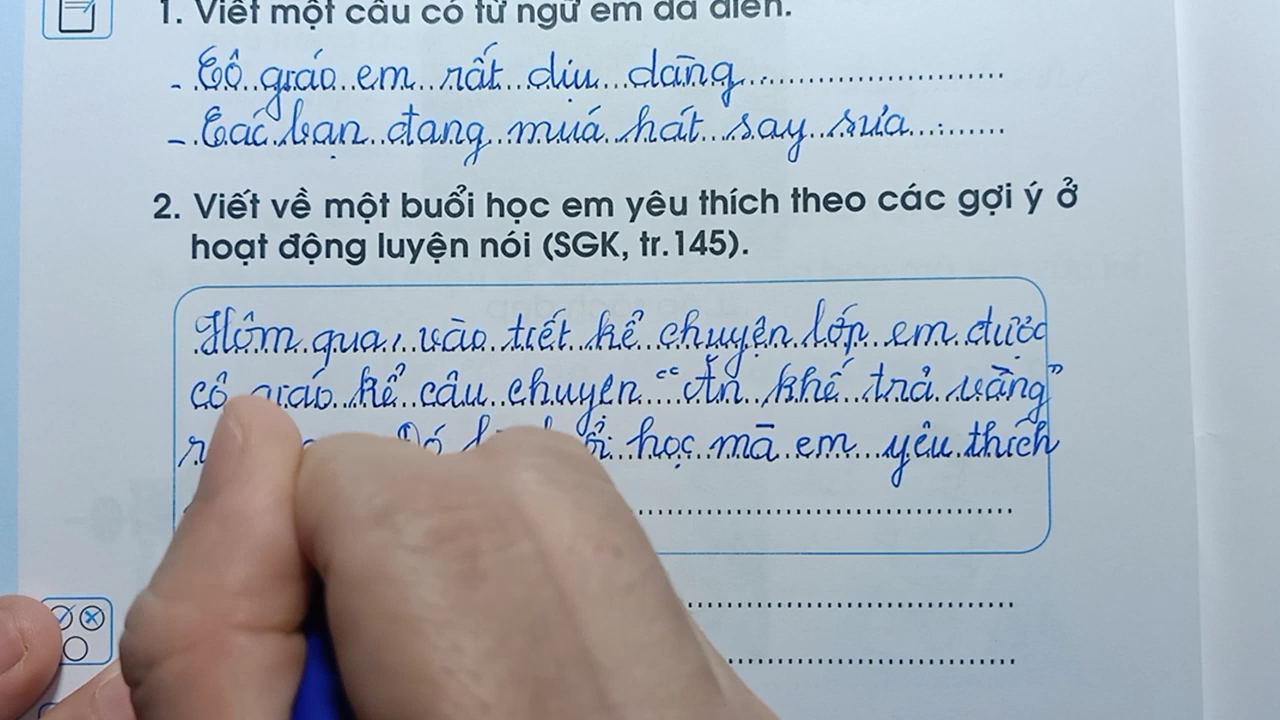 1. Viết một câu có từ ngữ em đã điền.
- Cô giáo em rất dịu dàng
- Các bạn đang múa hát say sưa
2. Viết về một buổi học em yêu thích theo các gợi ý ở
hoạt động luyện nói (SGK, tr.145).
Hôm qua, vào tiết kể chuyện lớp em được
cô giáo kể câu chuyện "Ăn khế trả vàng"
Đó học mà em yêu thích